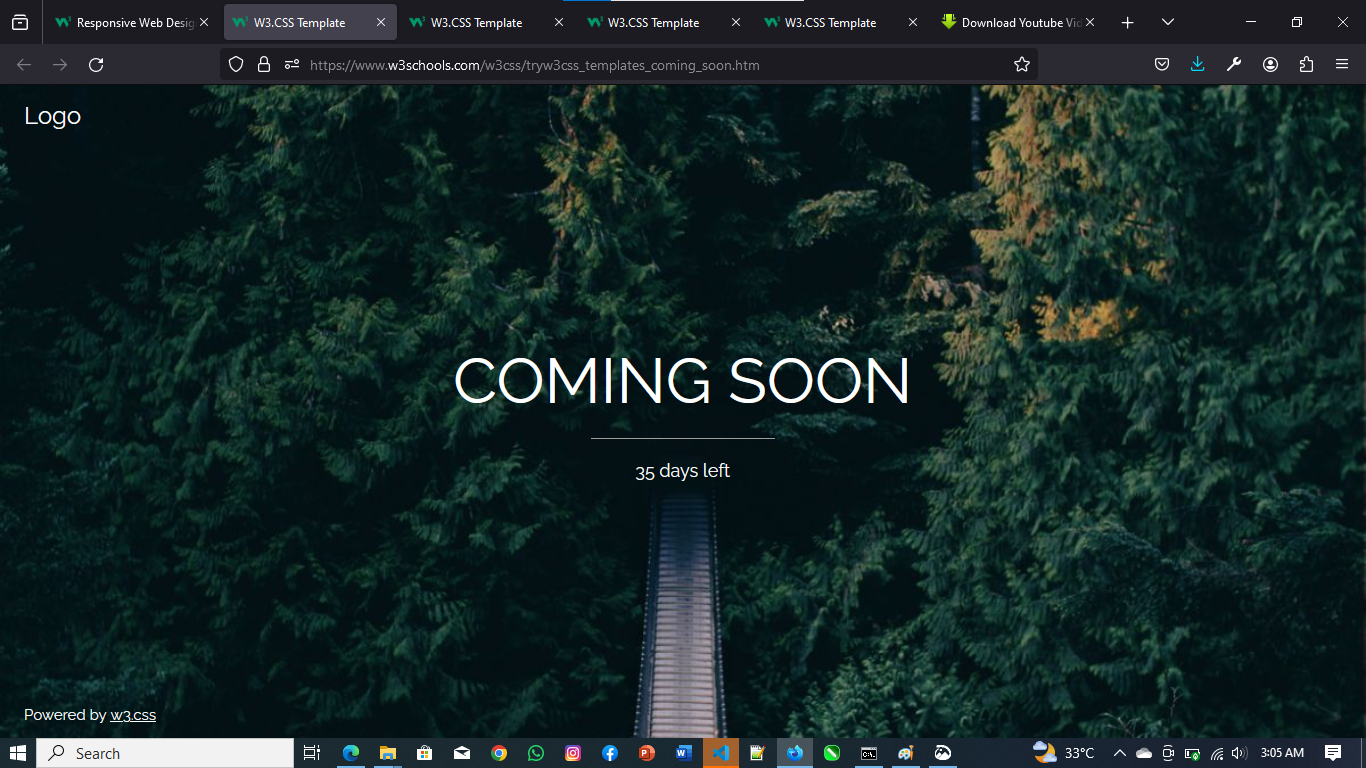 Responsive Web Desig
W3.CSS Template
W3.CSS Template
W3.CSS Template
W3.CSS Template
Download Youtube Vid
https://www.w3schools.com/w3css/tryw3css_templates_coming_soon.htm
Logo
COMING SOON
35 days left
Powered by w3.css
Search
33°C
3:05 AM